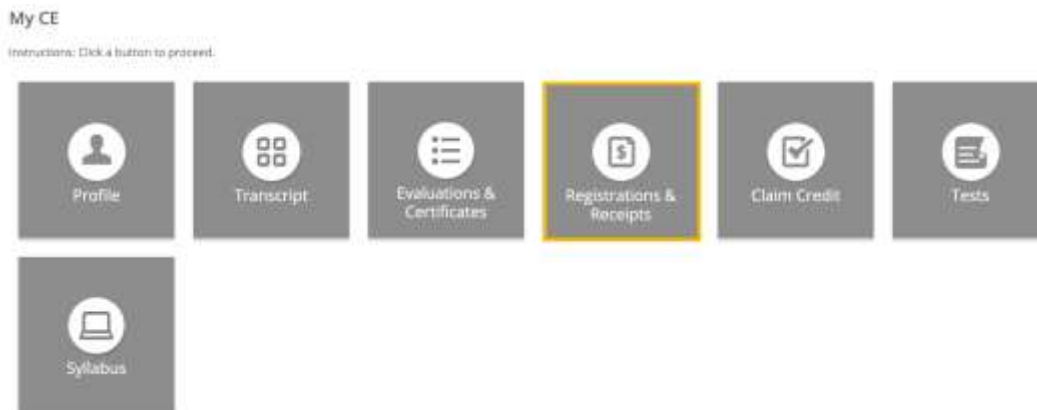 My CE
Instructions: Click a button to proceed.
Profile
Transcript
Evaluations &
Certificates
$
Registrations &
Receipts
Claim Credit
Tests
Syllabus